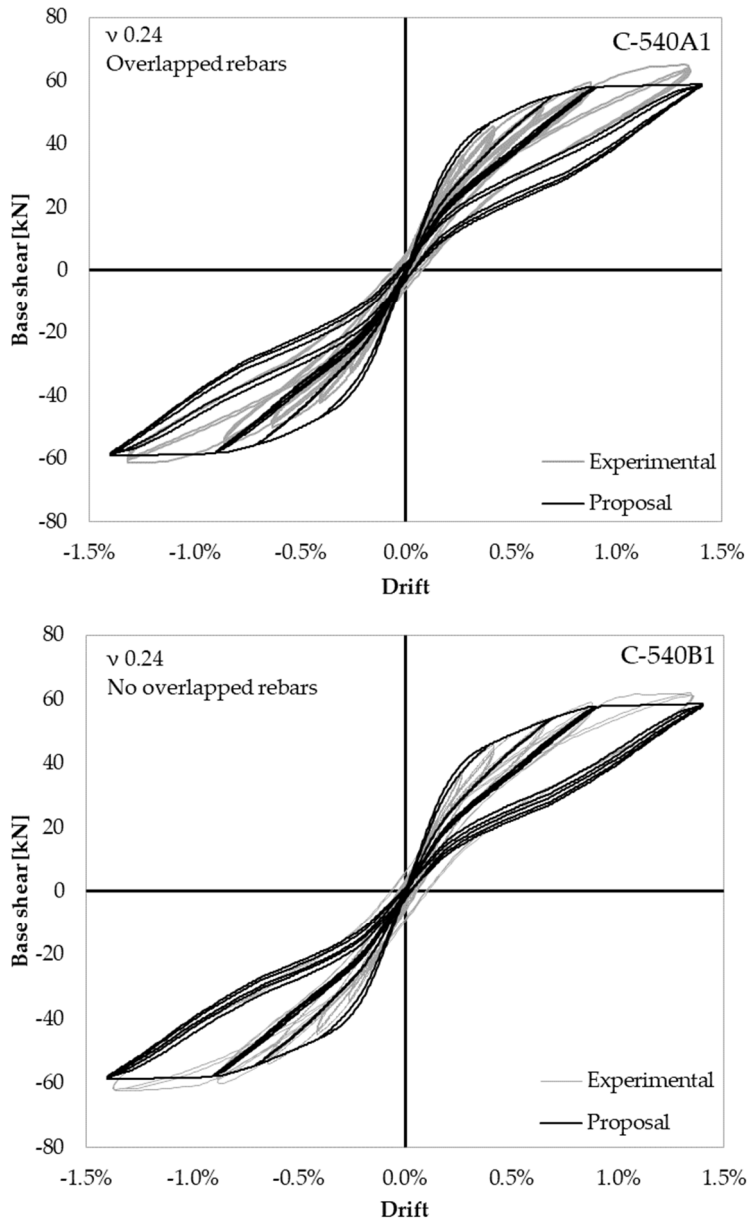 80
60
40
20
0
-20
-40
-60
-80
Base shear [kN]
ν 0.24
Overlapped rebars
C-540A1
Experimental
Proposal
-1.5%
-1.0%
-0.5%
0.0%
0.5%
1.0%
1.5%
Drift
80
60
40
20
0
-20
-40
-60
-80
Base shear [kN]
ν 0.24
No overlapped rebars
C-540B1
Experimental
Proposal
-1.5%
-1.0%
-0.5%
0.0%
0.5%
1.0%
1.5%
Drift